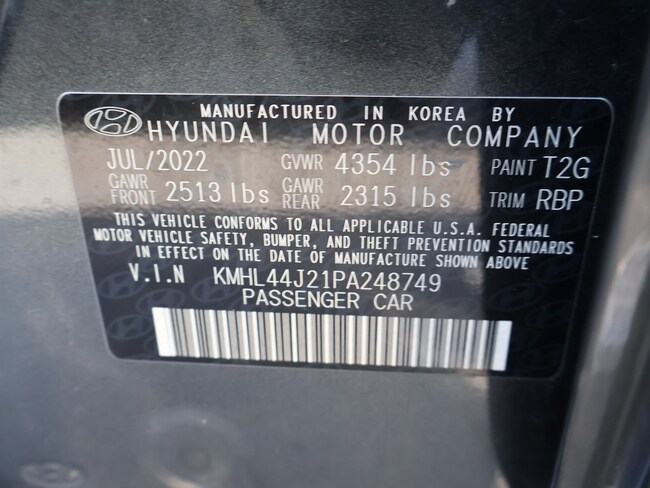 MANUFACTURED IN KOREA BY
HYUNDAI MOTOR COMPANY
JUL/2022 GVWR 4354 lbs PAINT T2G
GAWR FRONT 2513 lbs GAWR REAR 2315 lbs TRIM RBP
THIS VEHICLE CONFORMS TO ALL APPLICABLE U.S.A. FEDERAL
MOTOR VEHICLE SAFETY, BUMPER, AND THEFT PREVENTION STANDARDS
IN EFFECT ON THE DATE OF MANUFACTURE SHOWN ABOVE
V.I.N KMHL44J21PA248749
PASSENGER CAR